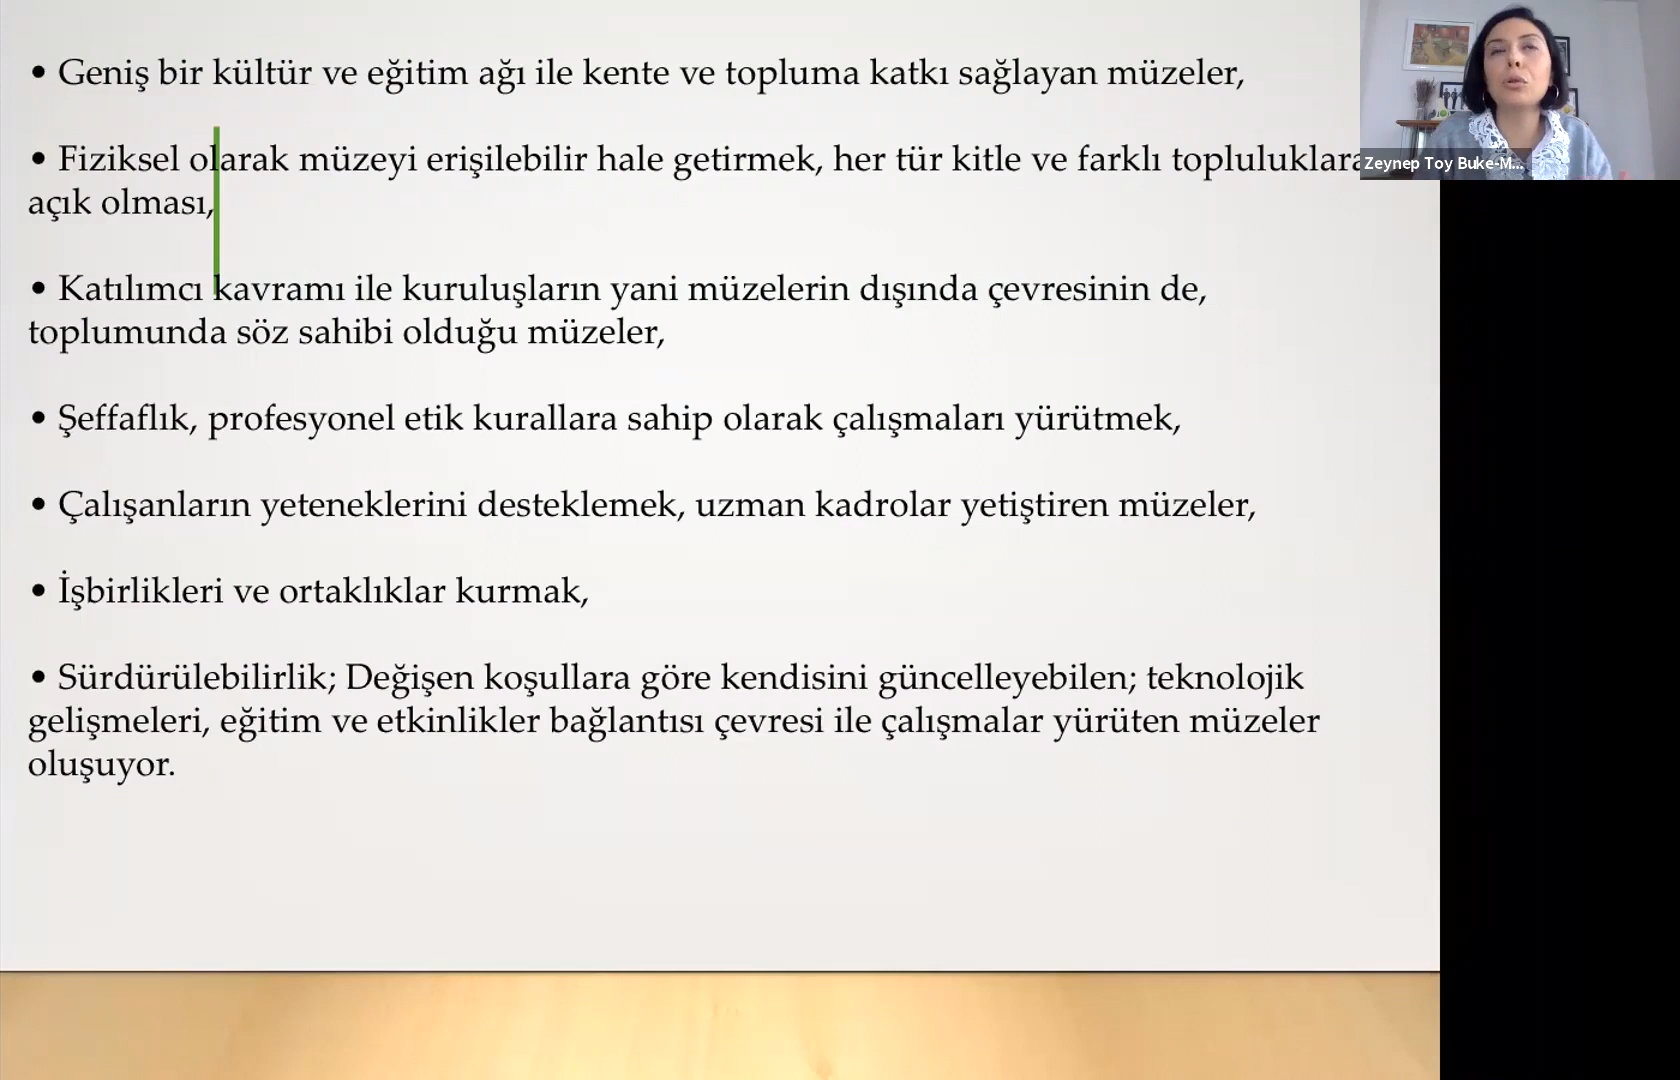 • Geniş bir kültür ve eğitim ağı ile kente ve topluma katkı sağlayan müzeler,
• Fiziksel olarak müzeyi erişilebilir hale getirmek, her tür kitle ve farklı topluluklara
açık olması,
• Katılımcı kavramı ile kuruluşların yani müzelerin dışında çevresinin de,
toplumunda söz sahibi olduğu müzeler,
• Şeffaflık, profesyonel etik kurallara sahip olarak çalışmaları yürütmek,
• Çalışanların yeteneklerini desteklemek, uzman kadrolar yetiştiren müzeler,
• İşbirlikleri ve ortaklıklar kurmak,
• Sürdürülebilirlik; Değişen koşullara göre kendisini güncelleyebilen; teknolojik
gelişmeleri, eğitim ve etkinlikler bağlantısı çevresi ile çalışmalar yürüten müzeler
oluşuyor.
Zeynep Toy Buke-M...